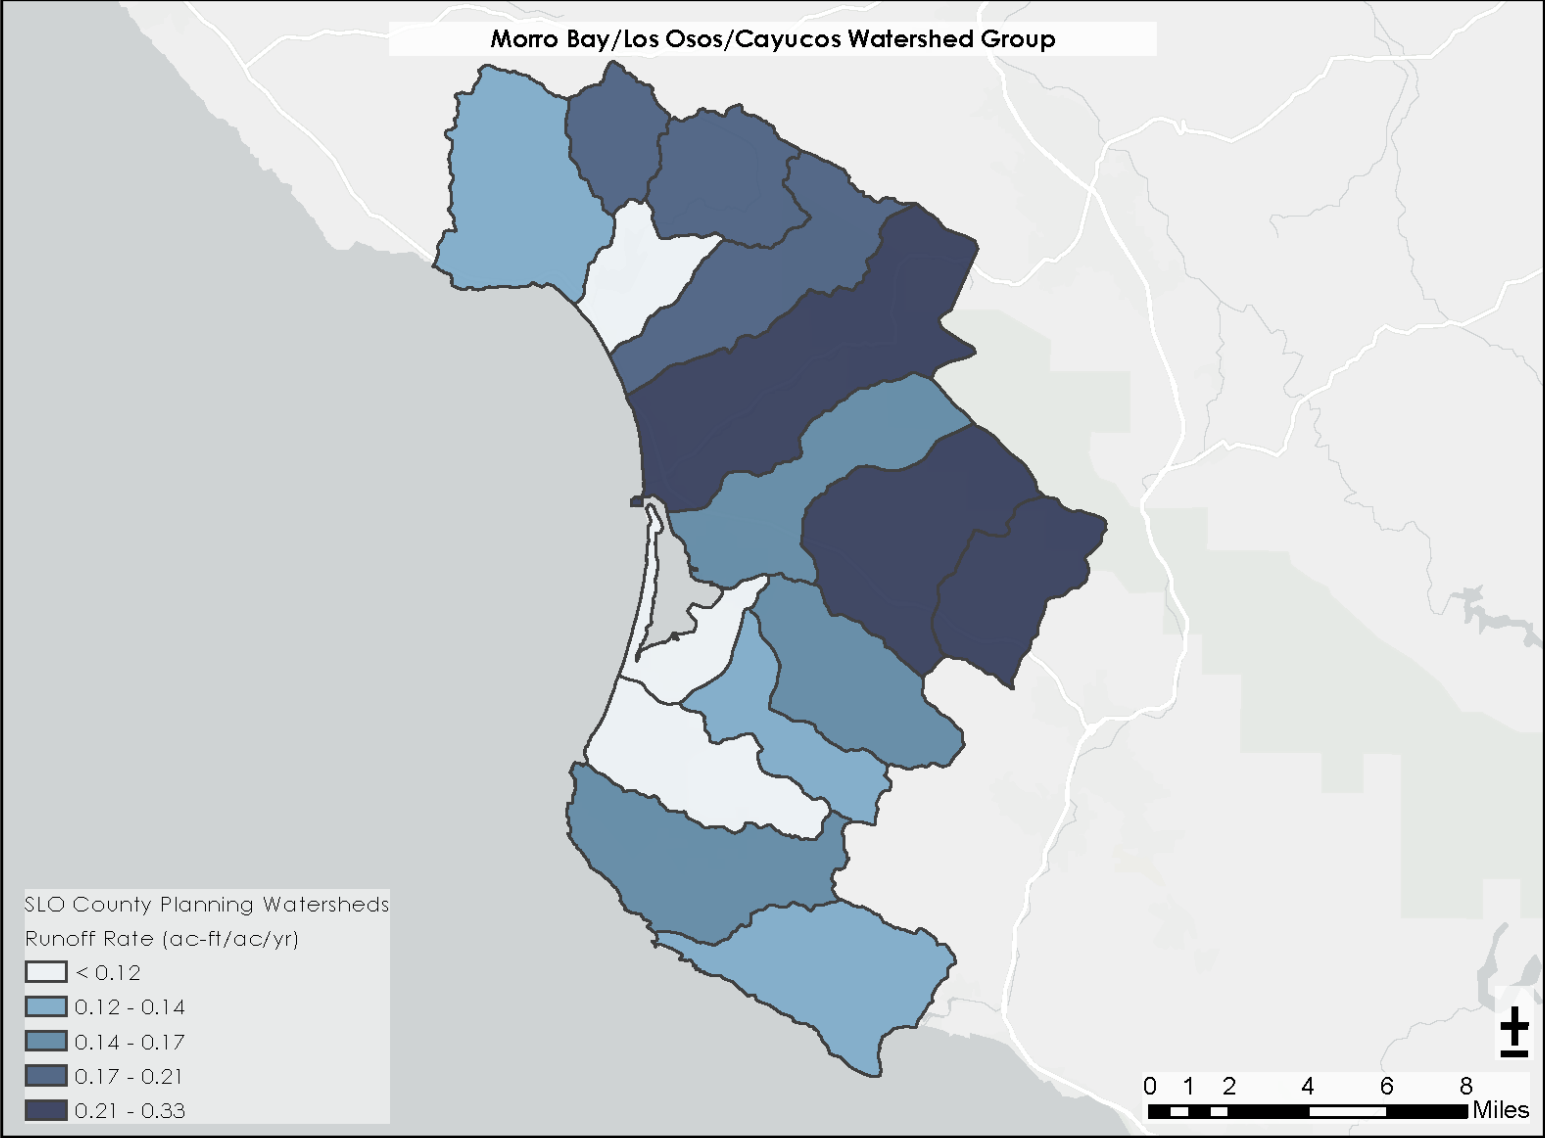 Morro Bay/Los Osos/Cayucos Watershed Group
SLO County Planning Watersheds
Runoff Rate (ac-ft/ac/yr)
< 0.12
0.12 - 0.14
0.14 - 0.17
0.17 - 0.21
0.21 - 0.33
0 1 2 4 6 8
Miles